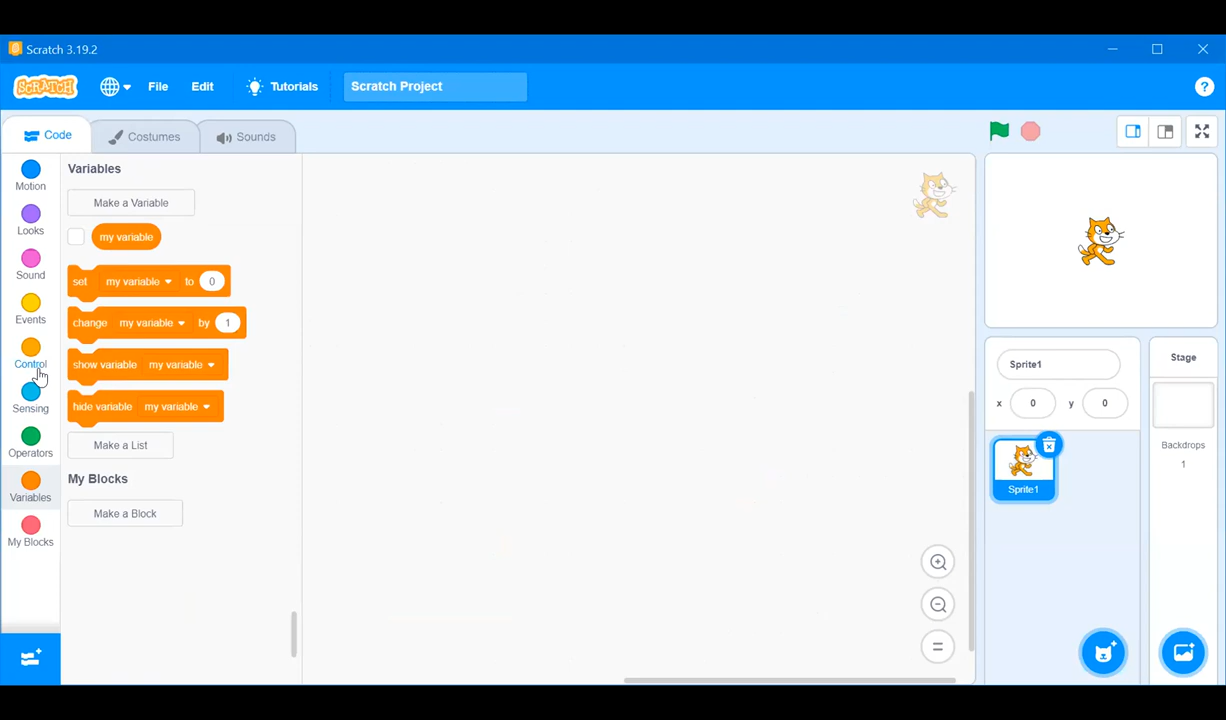 Scratch 3.19.2
SCRATCH File Edit Tutorials Scratch Project ?
Code Costumes Sounds
Motion
Looks
Sound
Events
Control
Sensing
Operators
Variables
My Blocks
Variables
Make a Variable
my variable
set my variable to 0
change my variable by 1
show variable my variable
hide variable my variable
Make a List
My Blocks
Make a Block
Sprite1
x 0 y 0
Sprite1
Stage
Backdrops
1